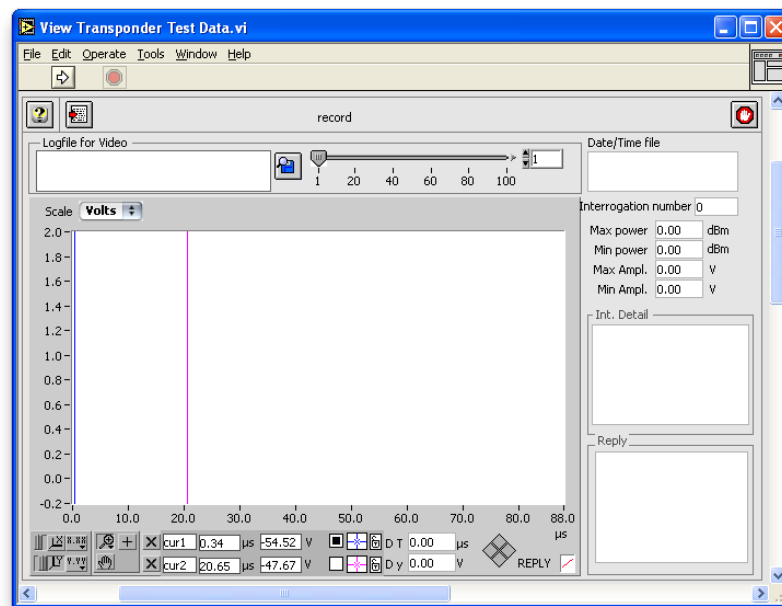 View Transponder Test Data.vi
File Edit Operate Tools Window Help
record
Logfile for Video
1
1 20 40 60 80 100
Date/Time file
Interrogation number 0
Max power 0.00 dBm
Min power 0.00 dBm
Max Ampl. 0.00 V
Min Ampl. 0.00 V
Int. Detail
Reply
Scale Volts
2.0
1.8
1.6
1.4
1.2
1.0
0.8
0.6
0.4
0.2
0.0
-0.2
0.0 10.0 20.0 30.0 40.0 50.0 60.0 70.0 80.0 88.0
µs
X X.XX cur1 0.34 µs -54.52 V D T 0.00 µs
Y Y.YY cur2 20.65 µs -47.67 V D y 0.00 V REPLY